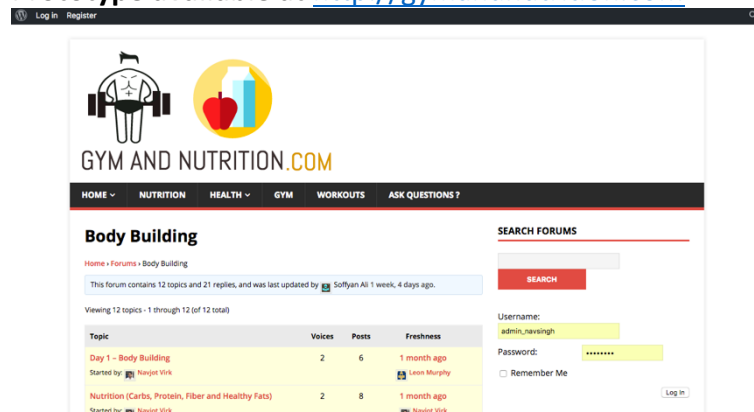 Log in Register
GYM AND NUTRITION.COM
HOME NUTRITION HEALTH GYM WORKOUTS ASK QUESTIONS ?
Body Building
Home › Forums › Body Building
This forum contains 12 topics and 21 replies, and was last updated by Soffyan Ali 1 week, 4 days ago.
Viewing 12 topics - 1 through 12 (of 12 total)
Topic Voices Posts Freshness
Day 1 – Body Building 2 6 1 month ago
Started by: Navjot Virk Leon Murphy
Nutrition (Carbs, Protein, Fiber and Healthy Fats) 2 8 1 month ago
Started by: Navjot Virk Navjot Virk
SEARCH FORUMS
SEARCH
Username:
admin_navsingh
Password: ••••••••
Remember Me
Log In